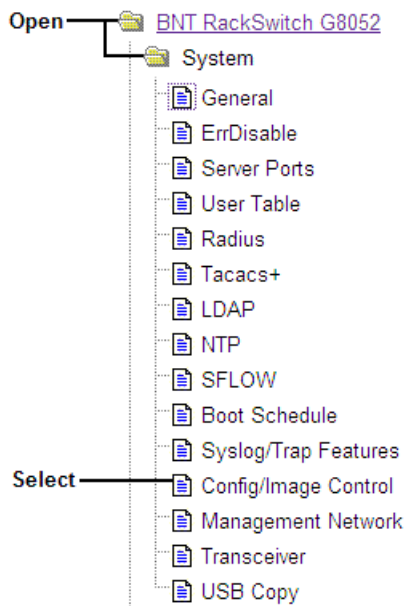 Open BNT RackSwitch G8052
System
General
ErrDisable
Server Ports
User Table
Radius
Tacacs+
LDAP
NTP
SFLOW
Boot Schedule
Syslog/Trap Features
Select Config/Image Control
Management Network
Transceiver
USB Copy